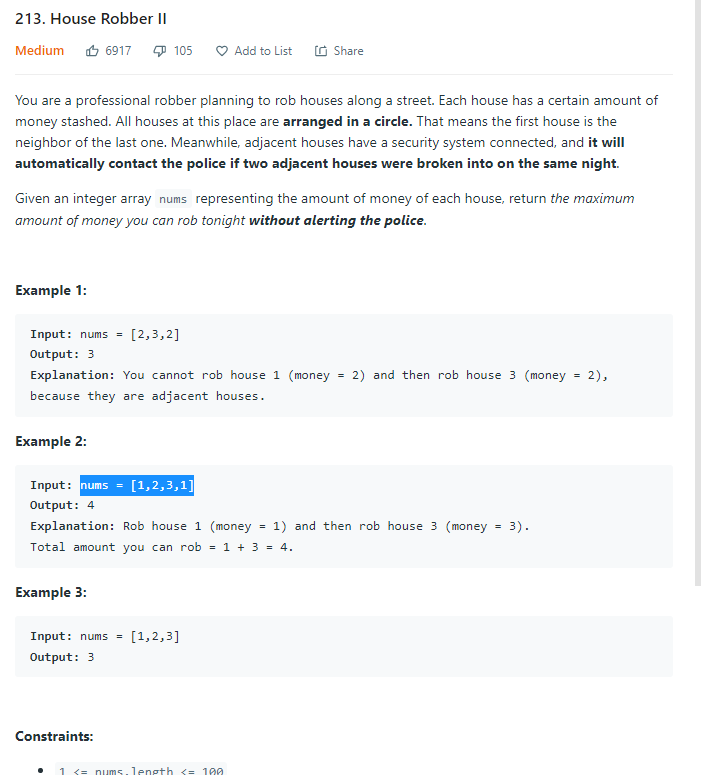 213. House Robber II
Medium 6917 105 Add to List Share
You are a professional robber planning to rob houses along a street. Each house has a certain amount of
money stashed. All houses at this place are arranged in a circle. That means the first house is the
neighbor of the last one. Meanwhile, adjacent houses have a security system connected, and it will
automatically contact the police if two adjacent houses were broken into on the same night.
Given an integer array nums representing the amount of money of each house, return the maximum
amount of money you can rob tonight without alerting the police.
Example 1:
Input: nums = [2,3,2]
Output: 3
Explanation: You cannot rob house 1 (money = 2) and then rob house 3 (money = 2),
because they are adjacent houses.
Example 2:
Input: nums = [1,2,3,1]
Output: 4
Explanation: Rob house 1 (money = 1) and then rob house 3 (money = 3).
Total amount you can rob = 1 + 3 = 4.
Example 3:
Input: nums = [1,2,3]
Output: 3
Constraints:
• 1 <= nums.length <= 100